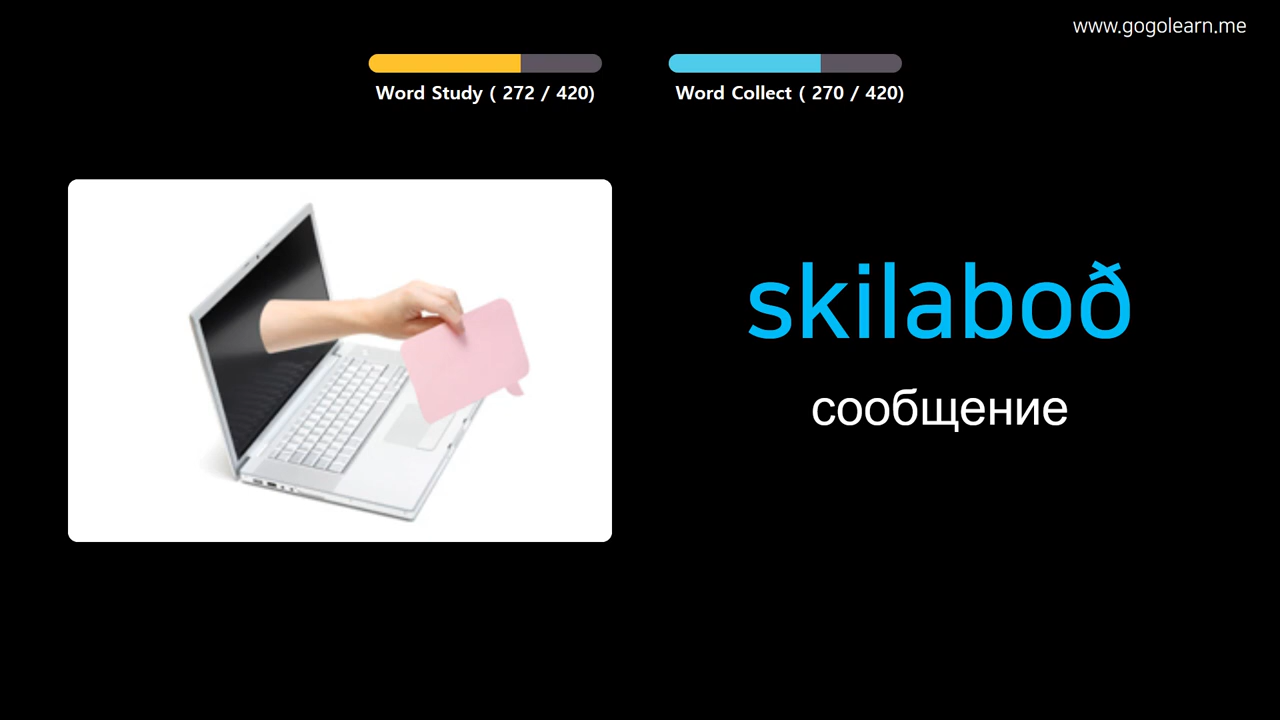 www.gogolearn.me
Word Study ( 272 / 420)
Word Collect ( 270 / 420)
skilaboð
сообщение